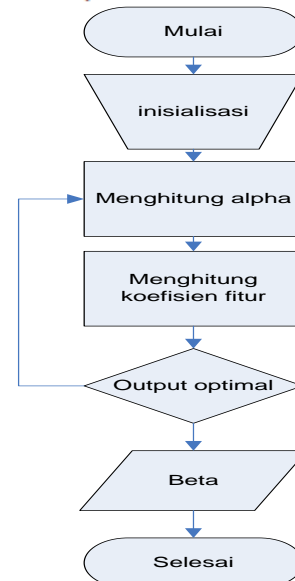 Mulai
inisialisasi
Menghitung alpha
Menghitung
koefisien fitur
Output optimal
Beta
Selesai